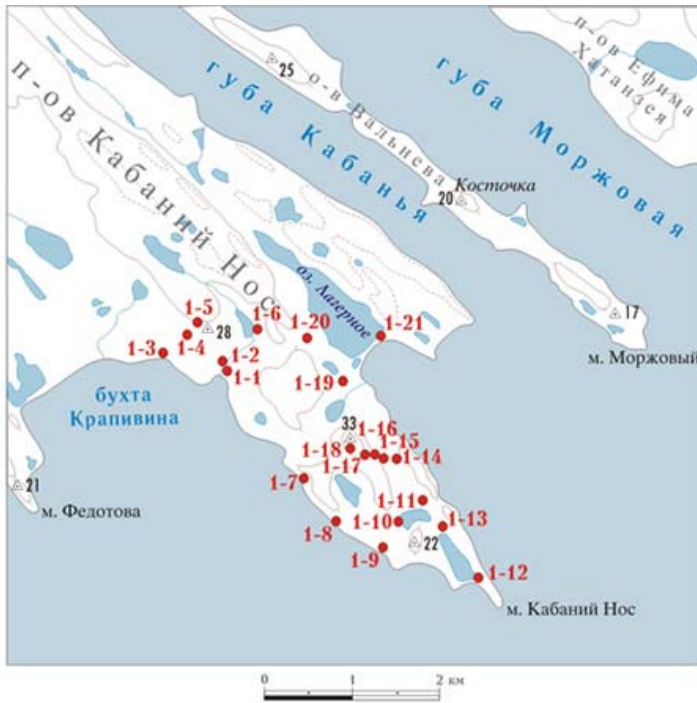 п-ов Ефима
Хатанзея
25
губа Моржовая
о-в Вальнева
губа Кабанья
п-ов Кабаний Нос
20
Косточка
оз. Лагерное
17
м. Моржовый
1-5
28
1-6
1-20
1-21
1-4
1-3
1-2
1-1
1-19
бухта
Крапивина
33
1-16
1-15
1-18
1-14
1-17
1-7
21
м. Федотова
1-11
1-10
1-13
1-8
22
1-9
1-12
м. Кабаний Нос
0 1 2 км